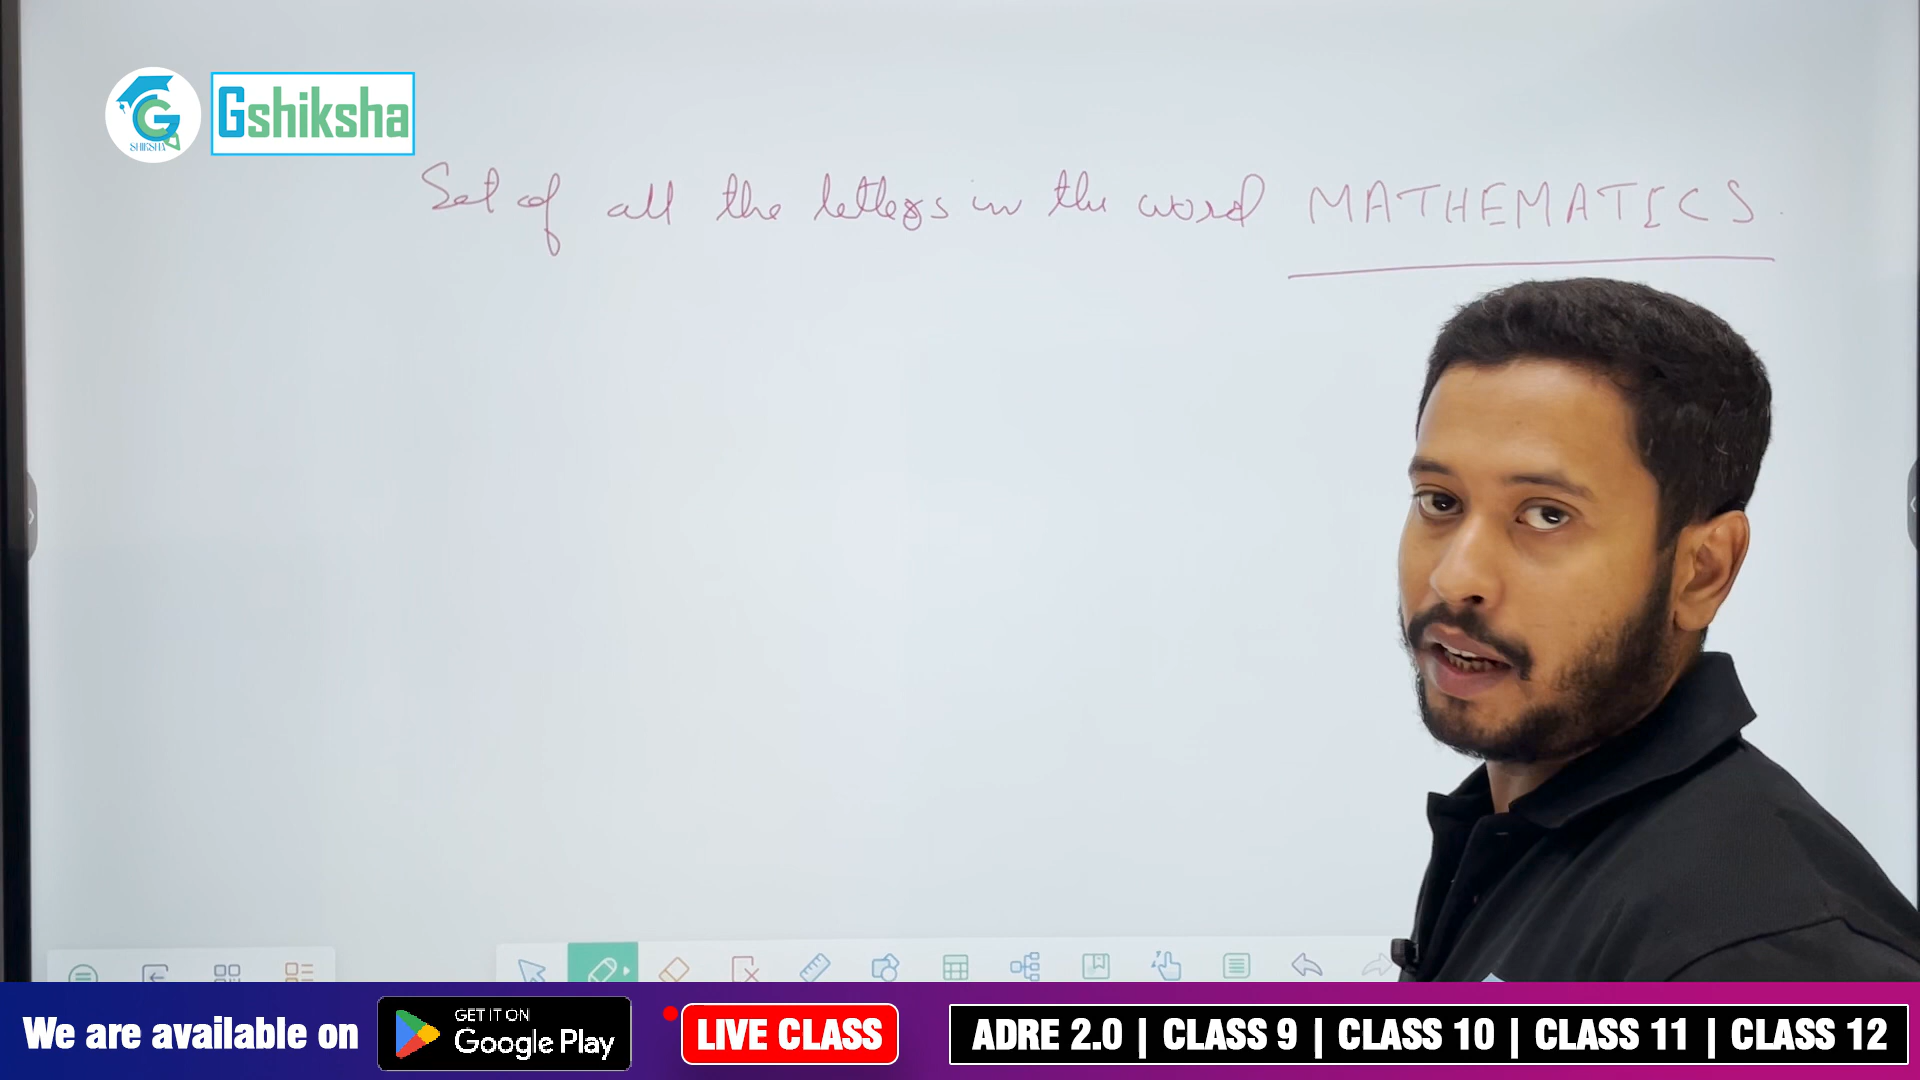 SHIKSHA
Gshiksha
Set of all the letters in the word MATHEMATICS.
We are available on
GET IT ON
Google Play
LIVE CLASS
ADRE 2.0 | CLASS 9 | CLASS 10 | CLASS 11 | CLASS 12